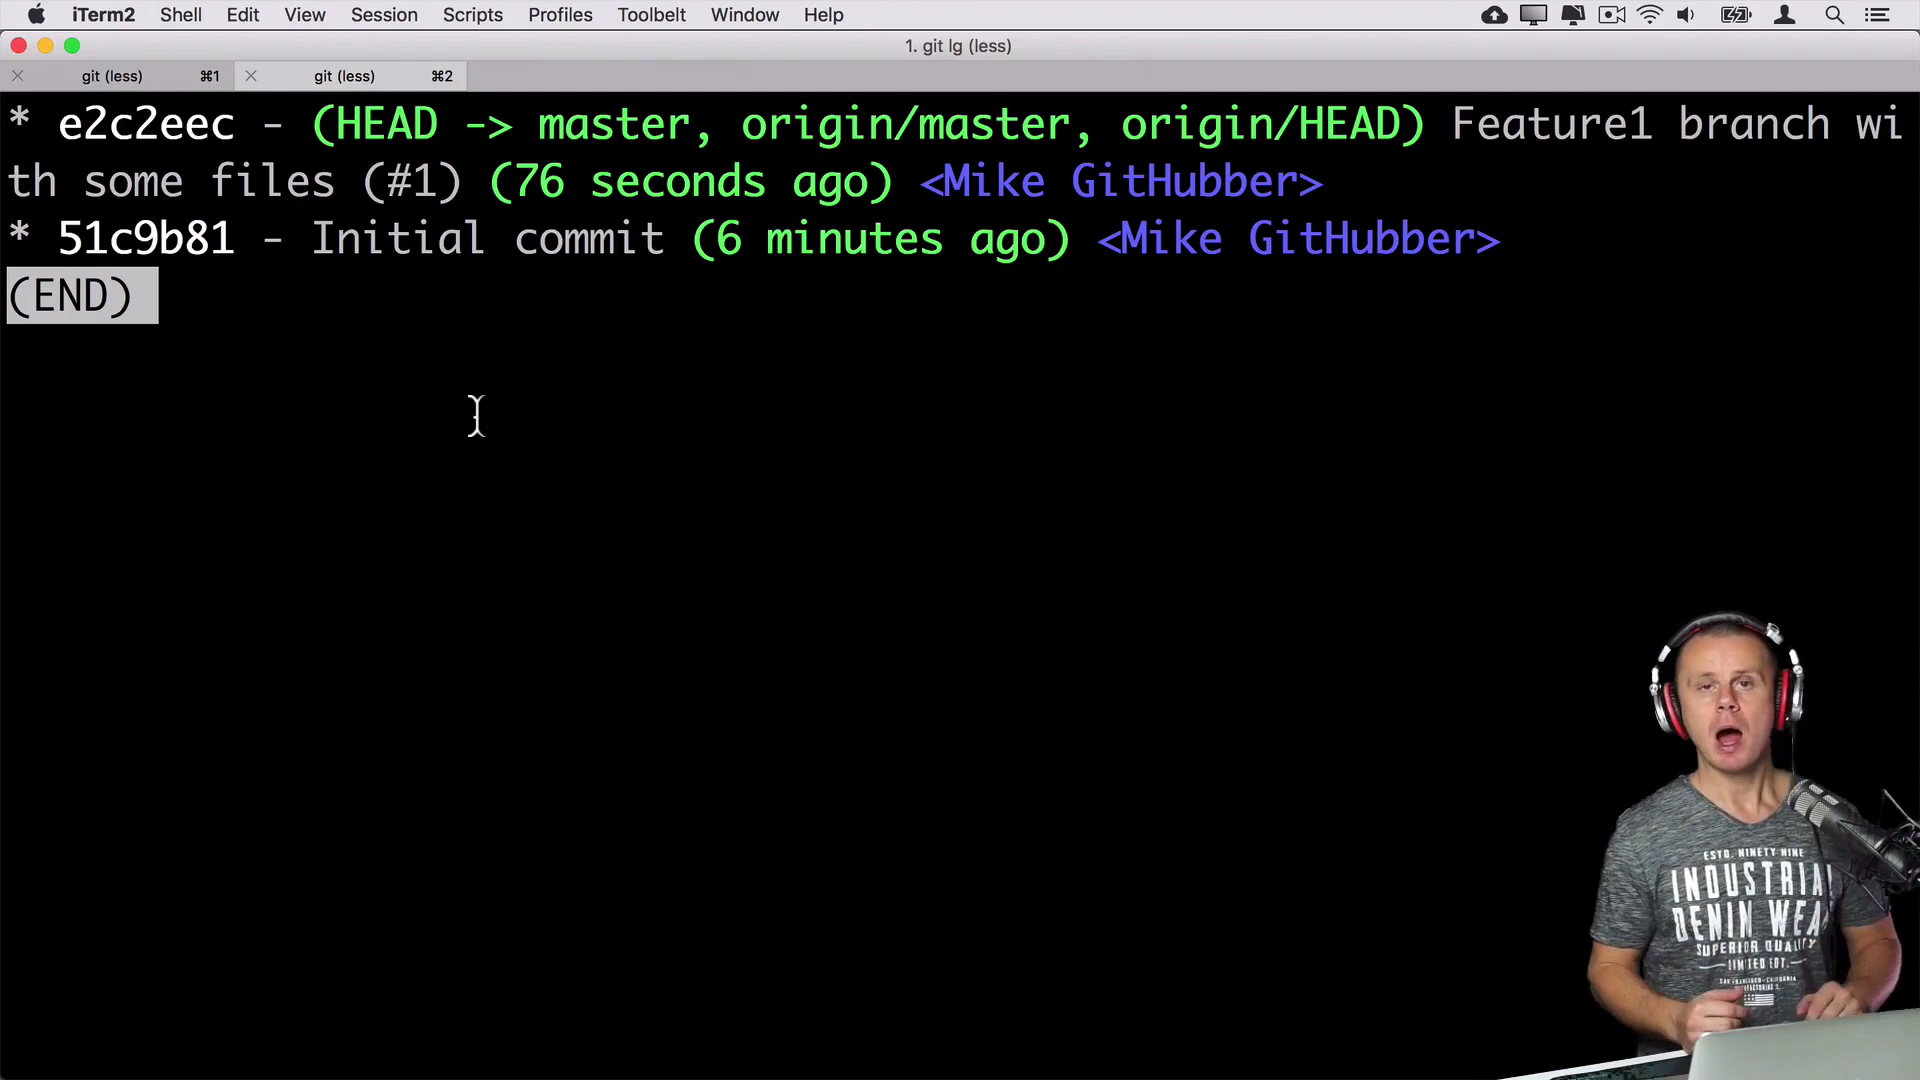 iTerm2 Shell Edit View Session Scripts Profiles Toolbelt Window Help
1. git lg (less)
git (less) ⌘1 git (less) ⌘2
* e2c2eec - (HEAD -> master, origin/master, origin/HEAD) Feature1 branch wi
th some files (#1) (76 seconds ago) <Mike GitHubber>
* 51c9b81 - Initial commit (6 minutes ago) <Mike GitHubber>
(END)
ESTD. NINETY NINE
INDUSTRIAL
DENIN WEA
SUPERIOR QUALITY
LIMITED EDT.